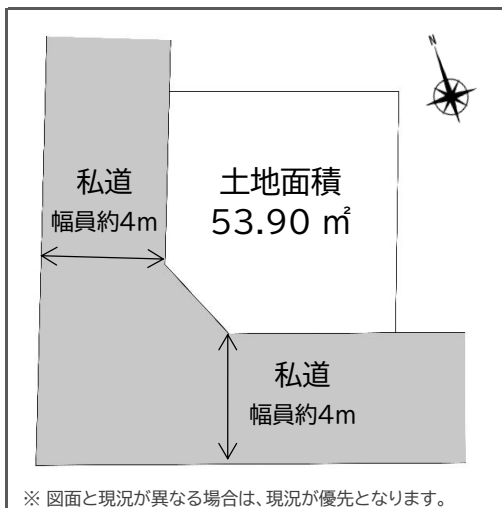 N
私道
幅員約4m
土地面積
53.90 ㎡
私道
幅員約4m
※ 図面と現況が異なる場合は、現況が優先となります。